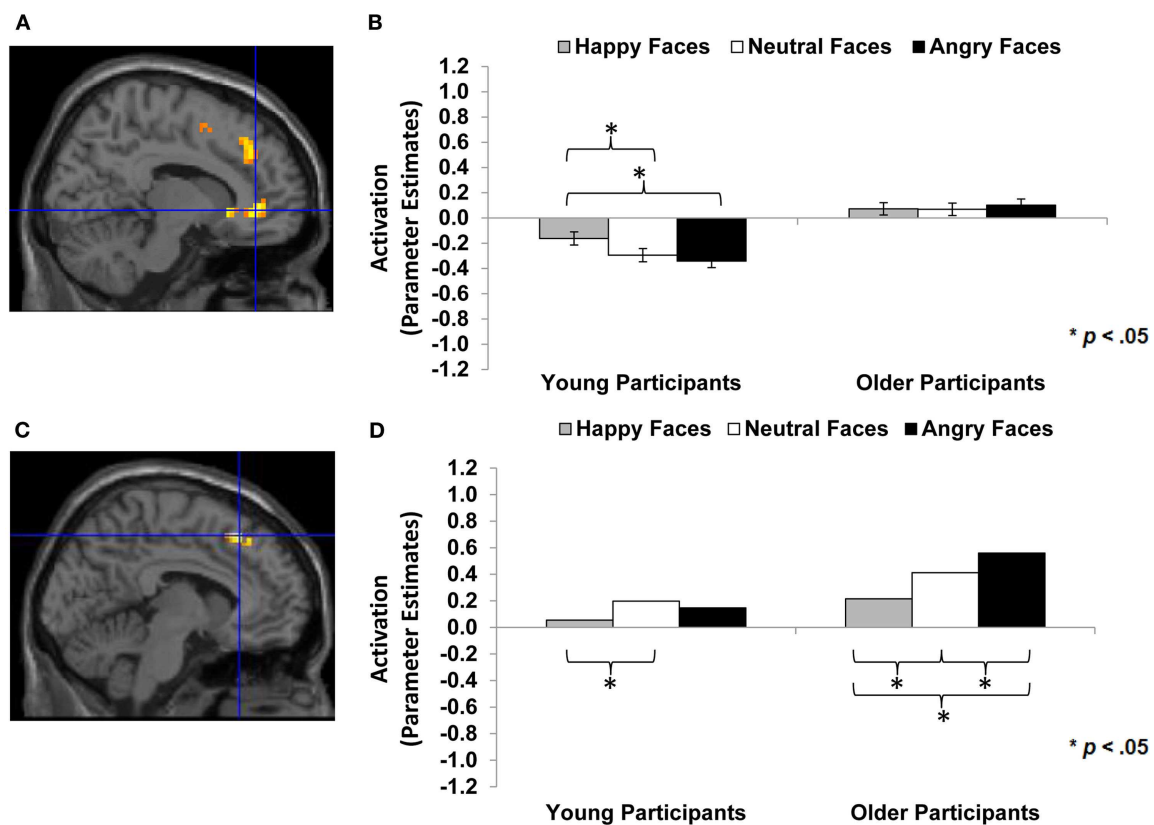 A
B
Happy Faces Neutral Faces Angry Faces
Activation
(Parameter Estimates)
1.2
1.0
0.8
0.6
0.4
0.2
0.0
-0.2
-0.4
-0.6
-0.8
-1.0
-1.2
*
*
* p < .05
Young Participants Older Participants
C
D
Happy Faces Neutral Faces Angry Faces
Activation
(Parameter Estimates)
1.2
1.0
0.8
0.6
0.4
0.2
0.0
-0.2
-0.4
-0.6
-0.8
-1.0
-1.2
*
* *
*
* p < .05
Young Participants Older Participants